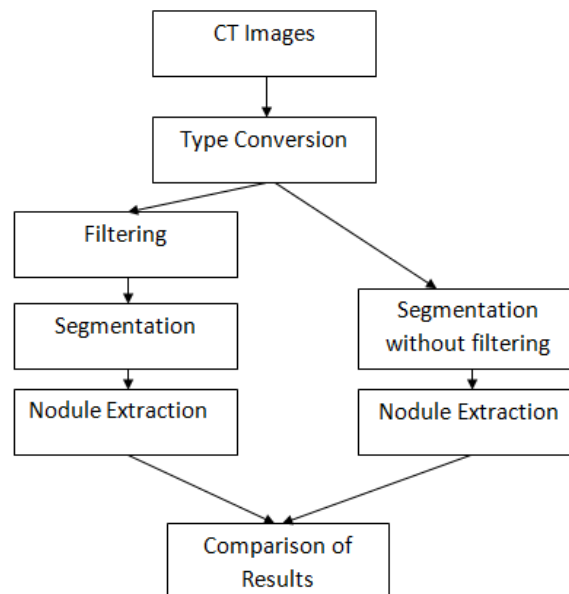 CT Images
Type Conversion
Filtering
Segmentation
Segmentation
without filtering
Nodule Extraction
Nodule Extraction
Comparison of
Results